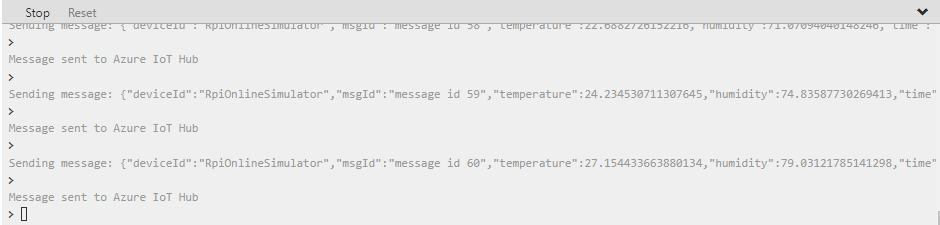 Stop Reset
Sending message: {"deviceId":"RpiOnlineSimulator","msgId":"message id 58","temperature":22.6882726152216,"humidity":71.07094040148246,"time":
>
Message sent to Azure IoT Hub
>
Sending message: {"deviceId":"RpiOnlineSimulator","msgId":"message id 59","temperature":24.234530711307645,"humidity":74.83587730269413,"time"
>
Message sent to Azure IoT Hub
>
Sending message: {"deviceId":"RpiOnlineSimulator","msgId":"message id 60","temperature":27.154433663880134,"humidity":79.03121785141298,"time"
>
Message sent to Azure IoT Hub
>